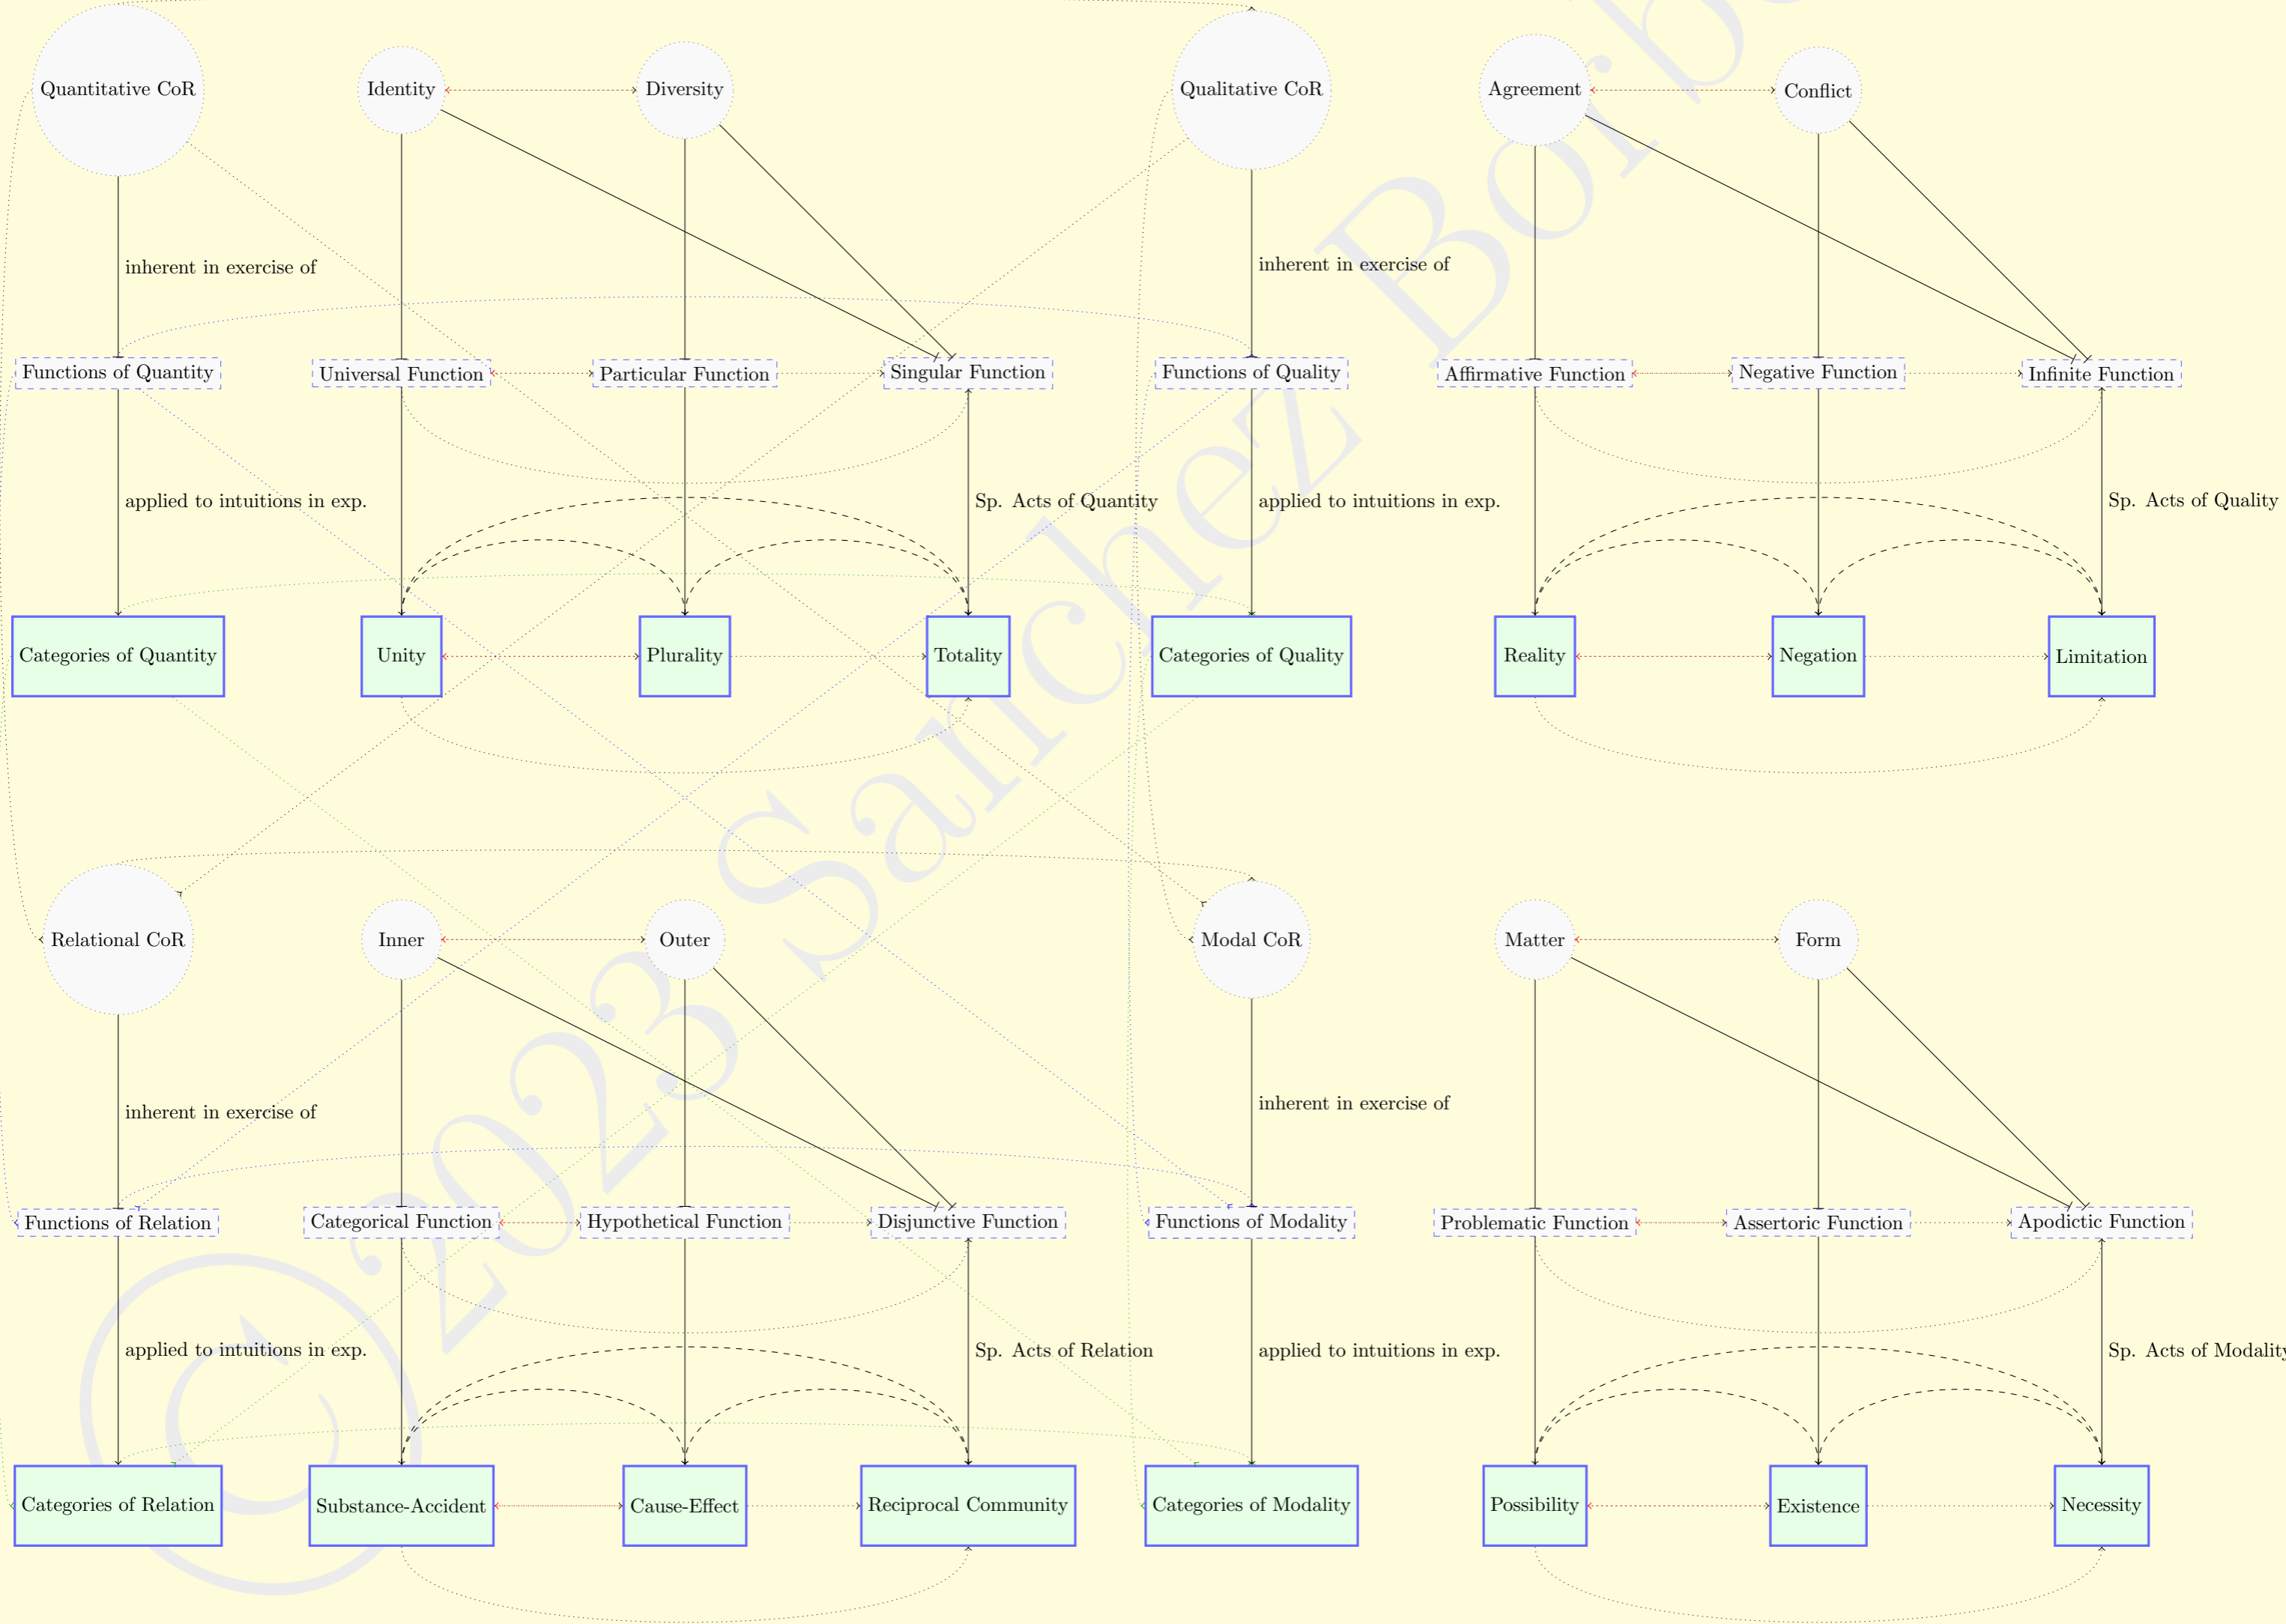 Quantitative CoR
Identity
Diversity
Qualitative CoR
Agreement
Conflict
inherent in exercise of
inherent in exercise of
Functions of Quantity
Universal Function
Particular Function
Singular Function
Functions of Quality
Affirmative Function
Negative Function
Infinite Function
applied to intuitions in exp.
Sp. Acts of Quantity
applied to intuitions in exp.
Sp. Acts of Quality
Categories of Quantity
Unity
Plurality
Totality
Categories of Quality
Reality
Negation
Limitation
Relational CoR
Inner
Outer
Modal CoR
Matter
Form
inherent in exercise of
inherent in exercise of
Functions of Relation
Categorical Function
Hypothetical Function
Disjunctive Function
Functions of Modality
Problematic Function
Assertoric Function
Apodictic Function
applied to intuitions in exp.
Sp. Acts of Relation
applied to intuitions in exp.
Sp. Acts of Modality
Categories of Relation
Substance-Accident
Cause-Effect
Reciprocal Community
Categories of Modality
Possibility
Existence
Necessity
©2023 Sanchez Borb